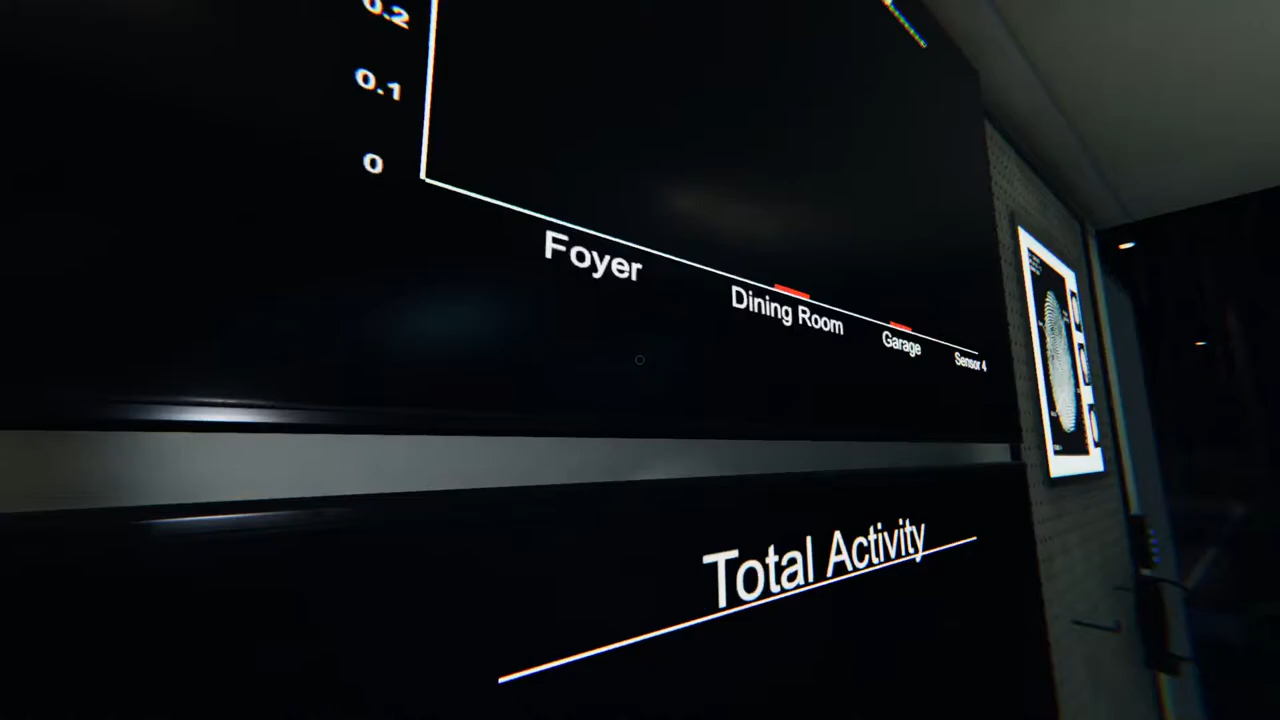 0.2
0.1
0
Foyer
Dining Room
Garage
Sensor 4
Total Activity